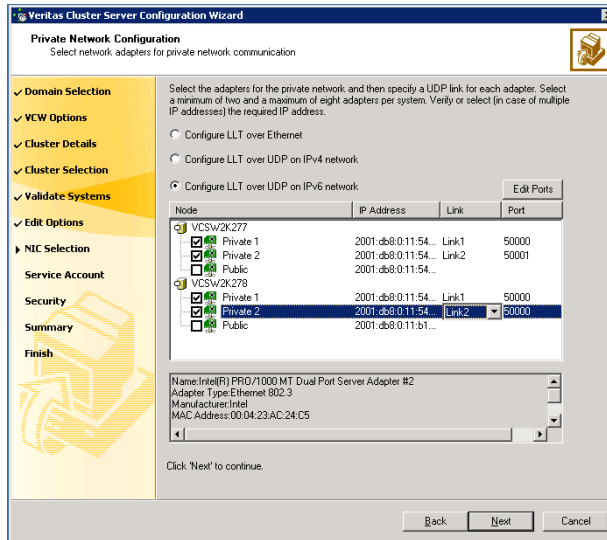 Veritas Cluster Server Configuration Wizard
Private Network Configuration
Select network adapters for private network communication
Domain Selection
VCW Options
Cluster Details
Cluster Selection
Validate Systems
Edit Options
NIC Selection
Service Account
Security
Summary
Finish
Select the adapters for the private network and then specify a UDP link for each adapter. Select
a minimum of two and a maximum of eight adapters per system. Verify or select (in case of multiple
IP addresses) the required IP address.
Configure LLT over Ethernet
Configure LLT over UDP on IPv4 network
Configure LLT over UDP on IPv6 network
Edit Ports
Node IP Address Link Port
VCSW2K277
Private 1 2001:db8:0:11:54... Link1 50000
Private 2 2001:db8:0:11:54... Link2 50001
Public 2001:db8:0:11:54...
VCSW2K278
Private 1 2001:db8:0:11:54... Link1 50000
Private 2 2001:db8:0:11:54... Link2 50000
Public 2001:db8:0:11:b1...
Name:Intel(R) PRO/1000 MT Dual Port Server Adapter #2
Adapter Type:Ethernet 802.3
Manufacturer:Intel
MAC Address:00:04:23:AC:24:C5
Click 'Next' to continue.
Back Next Cancel